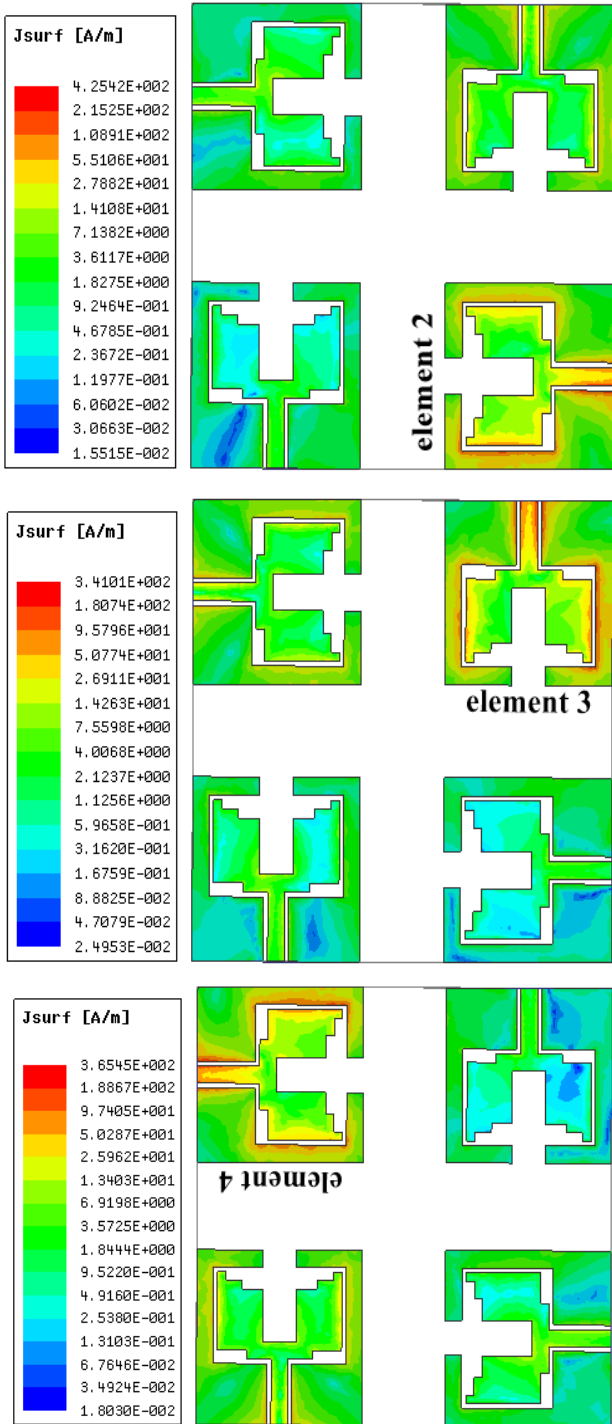 Jsurf [A/m]
4.2542E+002
2.1525E+002
1.0891E+002
5.5106E+001
2.7882E+001
1.4108E+001
7.1382E+000
3.6117E+000
1.8275E+000
9.2464E-001
4.6785E-001
2.3672E-001
1.1977E-001
6.0602E-002
3.0663E-002
1.5515E-002
element 2
Jsurf [A/m]
3.4101E+002
1.8074E+002
9.5796E+001
5.0774E+001
2.6911E+001
1.4263E+001
7.5598E+000
4.0068E+000
2.1237E+000
1.1256E+000
5.9658E-001
3.1620E-001
1.6759E-001
8.8825E-002
4.7079E-002
2.4953E-002
element 3
Jsurf [A/m]
3.6545E+002
1.8867E+002
9.7405E+001
5.0287E+001
2.5962E+001
1.3403E+001
6.9198E+000
3.5725E+000
1.8444E+000
9.5220E-001
4.9160E-001
2.5380E-001
1.3103E-001
6.7646E-002
3.4924E-002
1.8030E-002
element 4